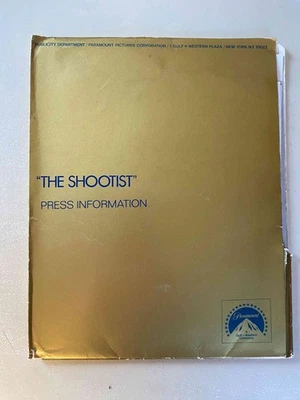 PUBLICITY DEPARTMENT / PARAMOUNT PICTURES CORPORATION / 1 GULF + WESTERN PLAZA / NEW YORK N.Y. 10023
"THE SHOOTIST"
PRESS INFORMATION
Paramount